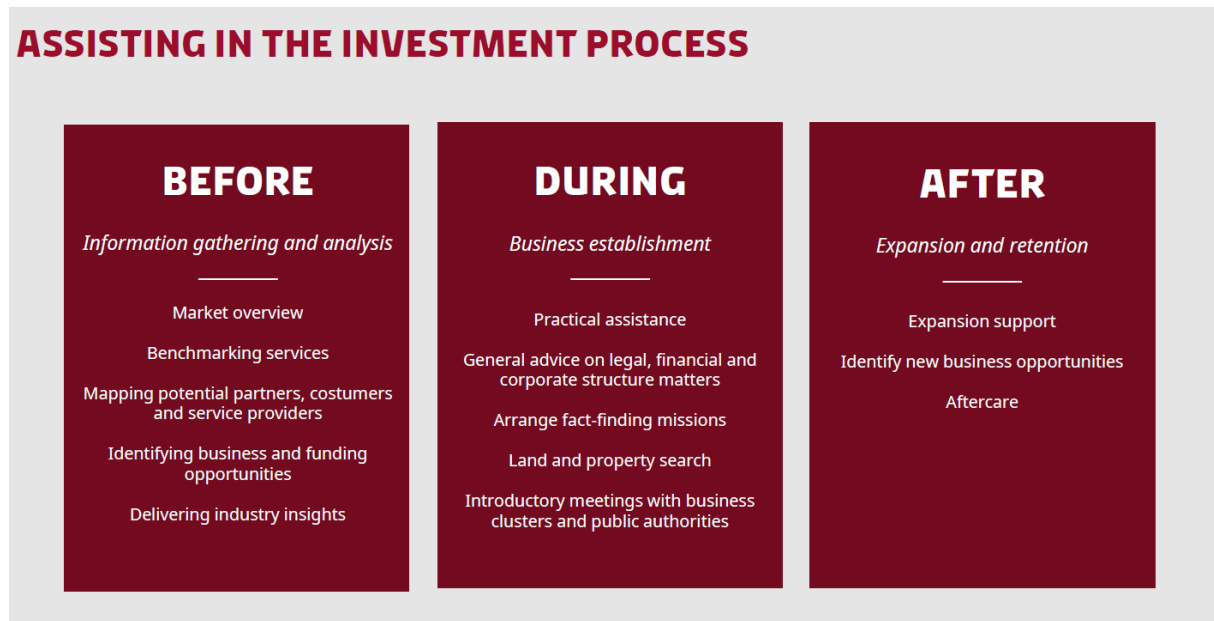 ASSISTING IN THE INVESTMENT PROCESS
BEFORE
Information gathering and analysis
Market overview
Benchmarking services
Mapping potential partners, costumers
and service providers
Identifying business and funding
opportunities
Delivering industry insights
DURING
Business establishment
Practical assistance
General advice on legal, financial and
corporate structure matters
Arrange fact-finding missions
Land and property search
Introductory meetings with business
clusters and public authorities
AFTER
Expansion and retention
Expansion support
Identify new business opportunities
Aftercare